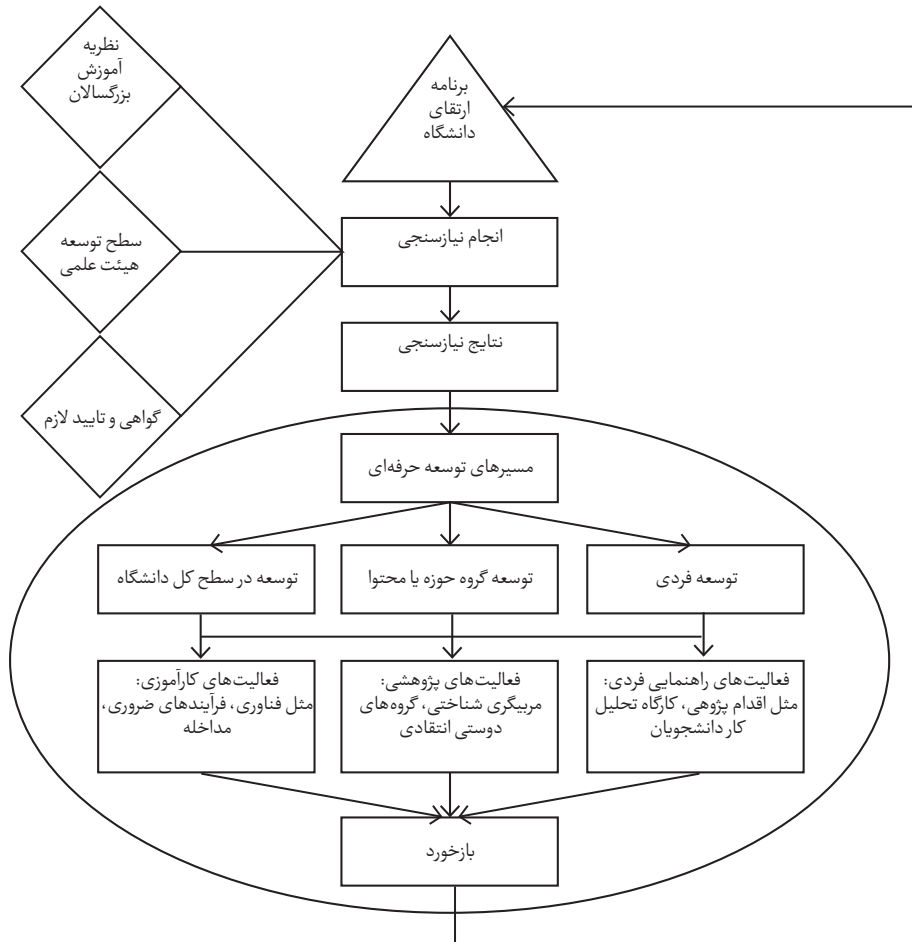 نظریه
آموزش
بزرگسالان
برنامه
ارتقای
دانشگاه
سطح توسعه
هیئت علمی
انجام نیازسنجی
نتایج نیازسنجی
گواهی و تایید لازم
مسیرهای توسعه حرفه‌ای
توسعه فردی
توسعه گروه حوزه یا محتوا
توسعه در سطح کل دانشگاه
فعالیت‌های راهنمایی فردی:
مثل اقدام پژوهی، کارگاه تحلیل
کار دانشجویان
فعالیت‌های پژوهشی:
مربیگری شناختی، گروه‌های
دوستی انتقادی
فعالیت‌های کارآموزی:
مثل فناوری، فرآیندهای ضروری،
مداخله
بازخورد